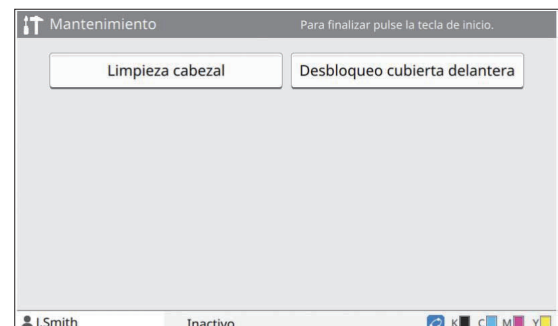 Mantenimiento
Para finalizar pulse la tecla de inicio.
Limpieza cabezal
Desbloqueo cubierta delantera
J.Smith
Inactivo
K C M Y